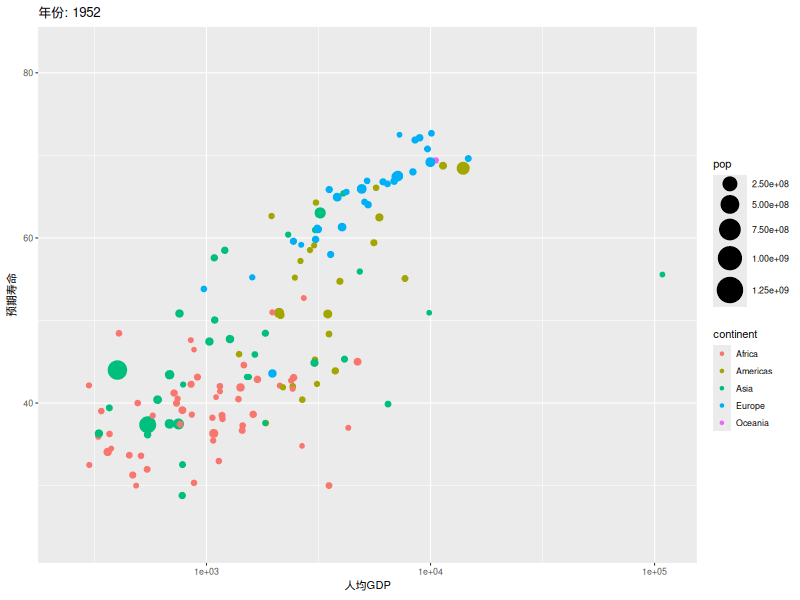 年份: 1952
预期寿命
80
60
40
1e+03
1e+04
1e+05
人均GDP
pop
2.50e+08
5.00e+08
7.50e+08
1.00e+09
1.25e+09
continent
Africa
Americas
Asia
Europe
Oceania